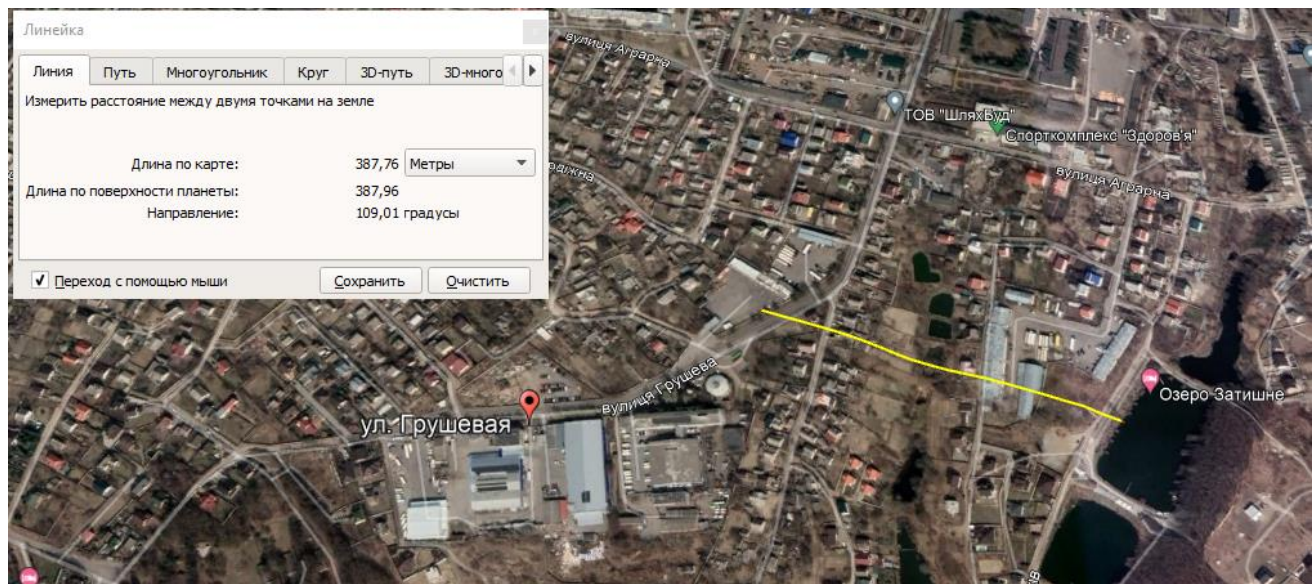 Линейка
Линия Путь Многоугольник Круг 3D-путь 3D-много
Измерить расстояние между двумя точками на земле
Длина по карте: 387,76 Метры
Длина по поверхности планеты: 387,96
Направление: 109,01 градусы
Переход с помощью мыши Сохранить Очистить
вулиця Аграрна
ТОВ "ШляхБуд"
Спорткомплекс "Здоров'я"
вулиця Аграрна
вулиця Грушева
Озеро Затишне
ул. Грушевая